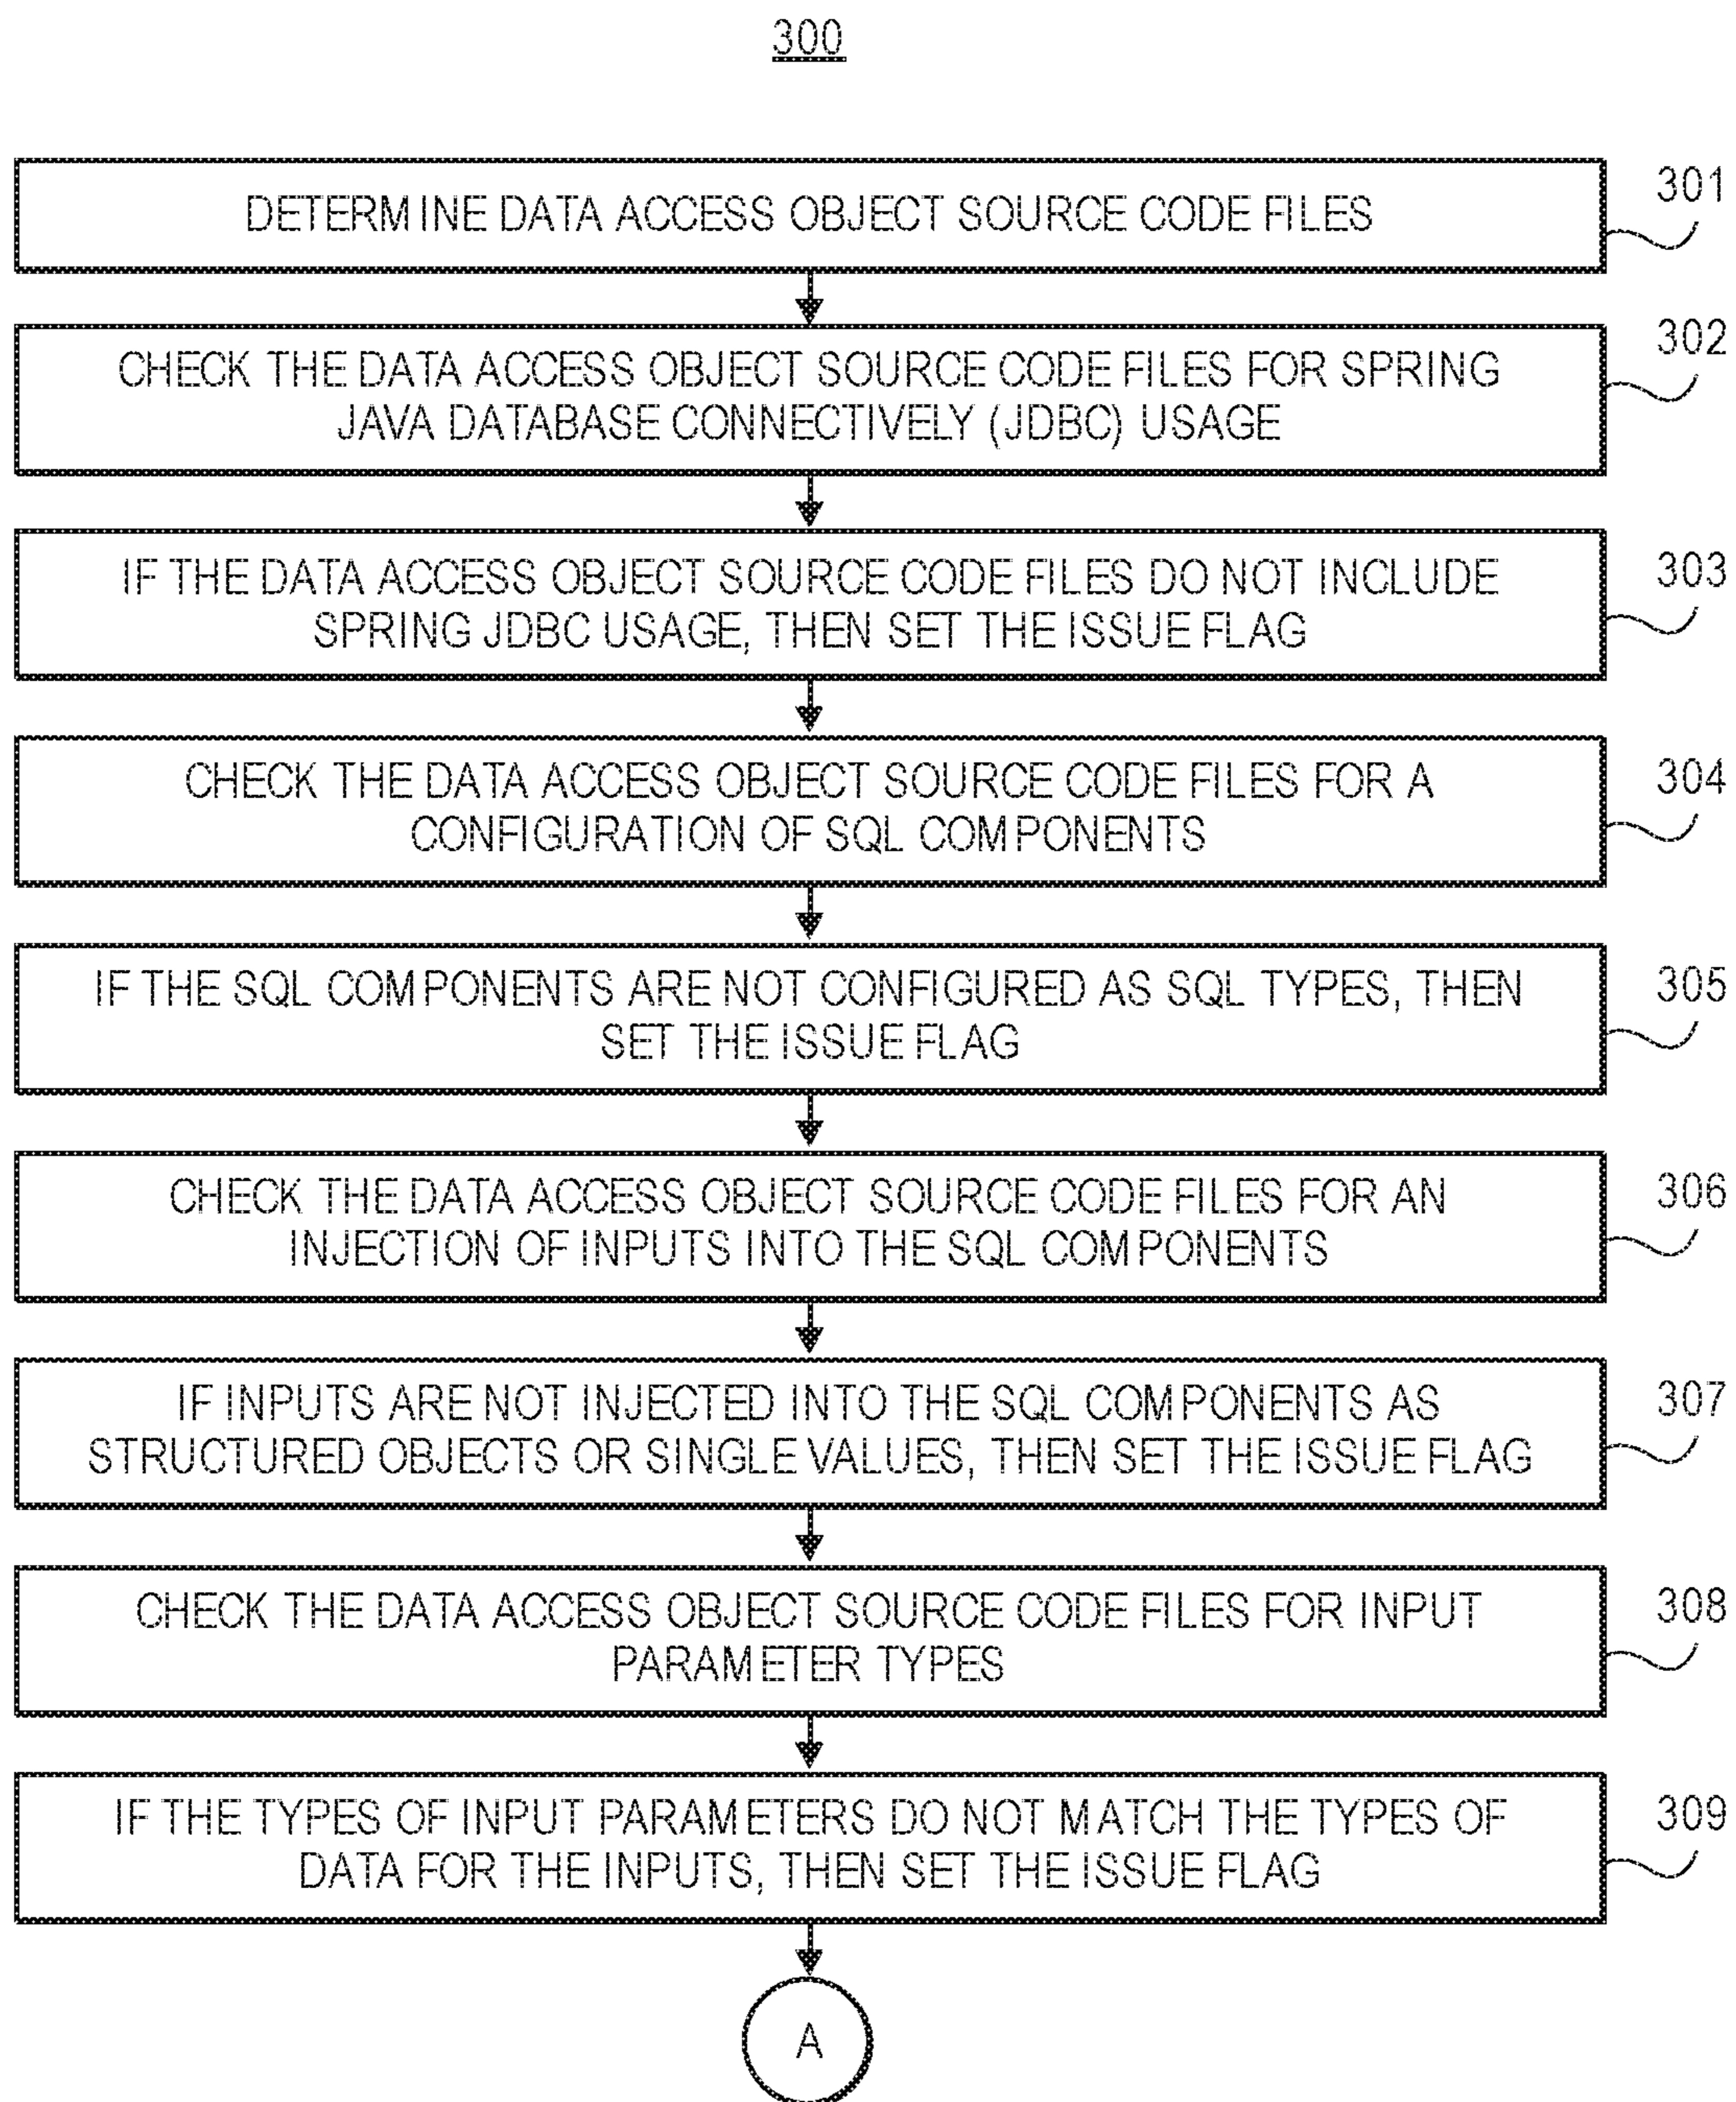 300
DETERMINE DATA ACCESS OBJECT SOURCE CODE FILES
301
CHECK THE DATA ACCESS OBJECT SOURCE CODE FILES FOR SPRING
JAVA DATABASE CONNECTIVELY (JDBC) USAGE
302
IF THE DATA ACCESS OBJECT SOURCE CODE FILES DO NOT INCLUDE
SPRING JDBC USAGE, THEN SET THE ISSUE FLAG
303
CHECK THE DATA ACCESS OBJECT SOURCE CODE FILES FOR A
CONFIGURATION OF SQL COMPONENTS
304
IF THE SQL COMPONENTS ARE NOT CONFIGURED AS SQL TYPES, THEN
SET THE ISSUE FLAG
305
CHECK THE DATA ACCESS OBJECT SOURCE CODE FILES FOR AN
INJECTION OF INPUTS INTO THE SQL COMPONENTS
306
IF INPUTS ARE NOT INJECTED INTO THE SQL COMPONENTS AS
STRUCTURED OBJECTS OR SINGLE VALUES, THEN SET THE ISSUE FLAG
307
CHECK THE DATA ACCESS OBJECT SOURCE CODE FILES FOR INPUT
PARAMETER TYPES
308
IF THE TYPES OF INPUT PARAMETERS DO NOT MATCH THE TYPES OF
DATA FOR THE INPUTS, THEN SET THE ISSUE FLAG
309
A